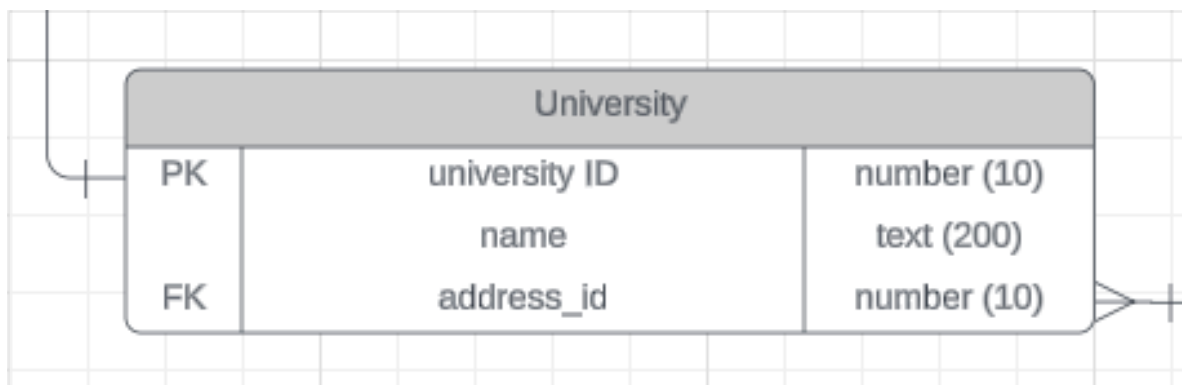 University
PK university ID number (10)
name text (200)
FK address_id number (10)